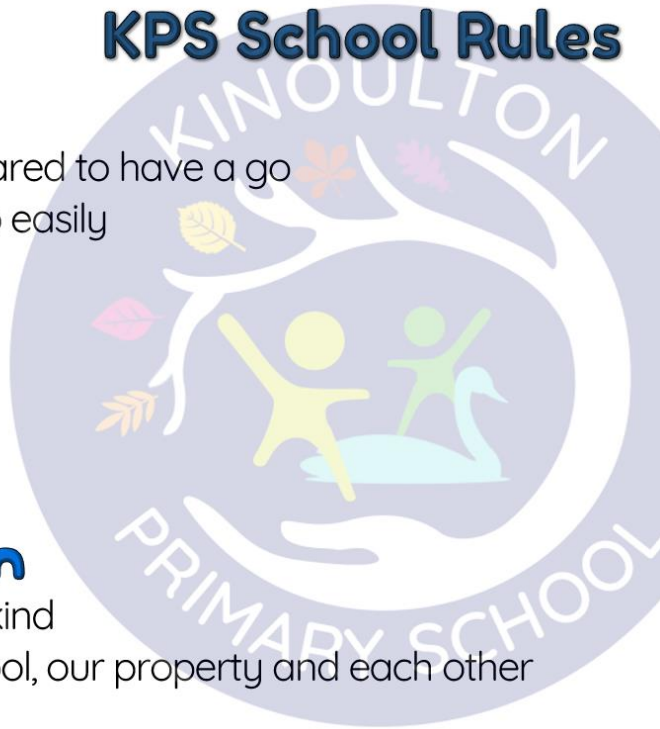 KPS School Rules
KINOULTON
ared to have a go
easily
n
kind
ol, our property and each other
PRIMARY SCHOOL